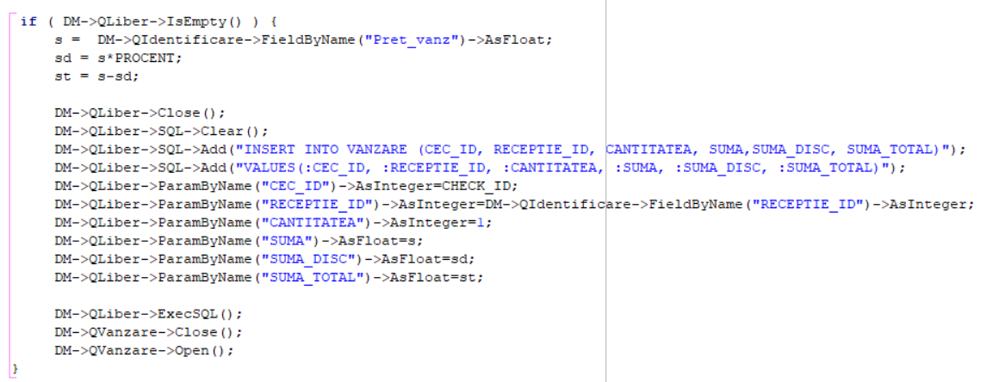 if ( DM->QLiber->IsEmpty() ) {
s =  DM->QIdentificare->FieldByName("Pret_vanz")->AsFloat;
sd = s*PROCENT;
st = s-sd;
DM->QLiber->Close();
DM->QLiber->SQL->Clear();
DM->QLiber->SQL->Add("INSERT INTO VANZARE (CEC_ID, RECEPTIE_ID, CANTITATEA, SUMA,SUMA_DISC, SUMA_TOTAL)");
DM->QLiber->SQL->Add("VALUES(:CEC_ID, :RECEPTIE_ID, :CANTITATEA, :SUMA, :SUMA_DISC, :SUMA_TOTAL)");
DM->QLiber->ParamByName("CEC_ID")->AsInteger=CHECK_ID;
DM->QLiber->ParamByName("RECEPTIE_ID")->AsInteger=DM->QIdentificare->FieldByName("RECEPTIE_ID")->AsInteger;
DM->QLiber->ParamByName("CANTITATEA")->AsInteger=1;
DM->QLiber->ParamByName("SUMA")->AsFloat=s;
DM->QLiber->ParamByName("SUMA_DISC")->AsFloat=sd;
DM->QLiber->ParamByName("SUMA_TOTAL")->AsFloat=st;
DM->QLiber->ExecSQL();
DM->QVanzare->Close();
DM->QVanzare->Open();
}